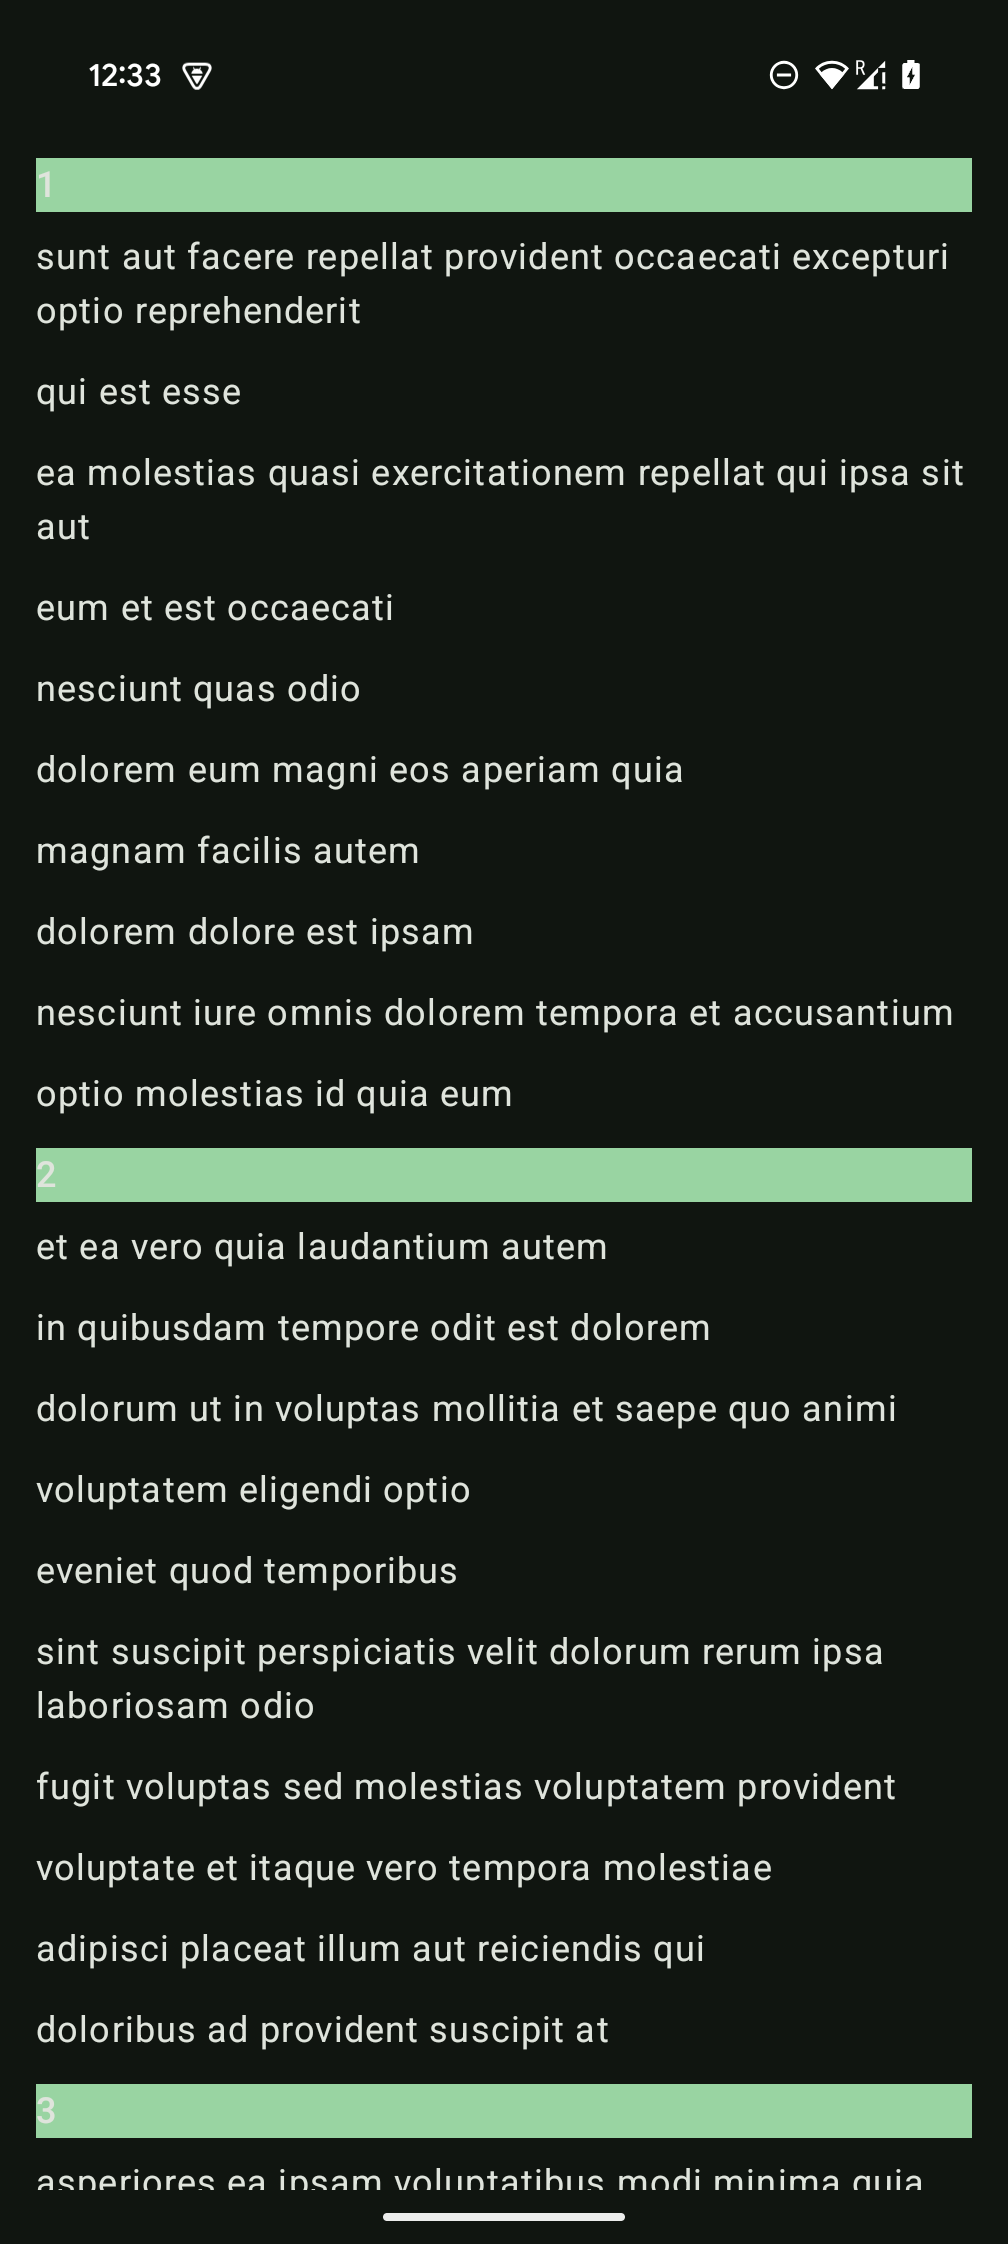 12:33
R
1
sunt aut facere repellat provident occaecati excepturi
optio reprehenderit
qui est esse
ea molestias quasi exercitationem repellat qui ipsa sit
aut
eum et est occaecati
nesciunt quas odio
dolorem eum magni eos aperiam quia
magnam facilis autem
dolorem dolore est ipsam
nesciunt iure omnis dolorem tempora et accusantium
optio molestias id quia eum
2
et ea vero quia laudantium autem
in quibusdam tempore odit est dolorem
dolorum ut in voluptas mollitia et saepe quo animi
voluptatem eligendi optio
eveniet quod temporibus
sint suscipit perspiciatis velit dolorum rerum ipsa
laboriosam odio
fugit voluptas sed molestias voluptatem provident
voluptate et itaque vero tempora molestiae
adipisci placeat illum aut reiciendis qui
doloribus ad provident suscipit at
3
asperiores ea ipsam voluptatibus modi minima quia